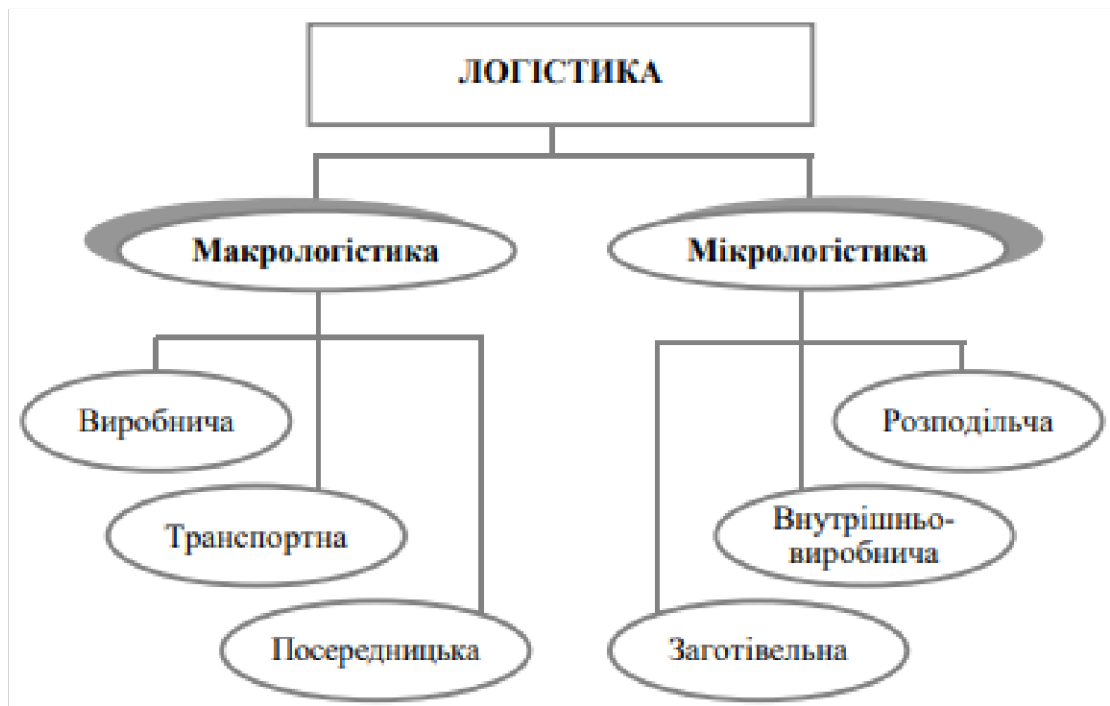 ЛОГІСТИКА
Макрологістика
Мікрологістика
Виробнича
Розподільча
Транспортна
Внутрішньо-
виробнича
Посередницька
Заготівельна